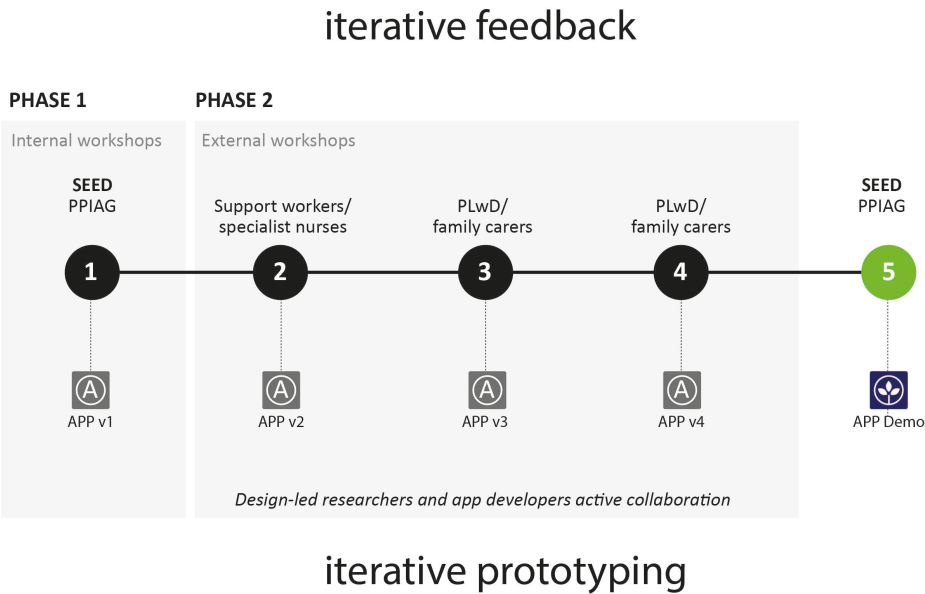 iterative feedback
PHASE 1
PHASE 2
Internal workshops
External workshops
SEED
PPIAG
Support workers/
specialist nurses
PLwD/
family carers
PLwD/
family carers
SEED
PPIAG
1
2
3
4
5
A
A
A
A
APP v1
APP v2
APP v3
APP v4
APP Demo
Design-led researchers and app developers active collaboration
iterative prototyping